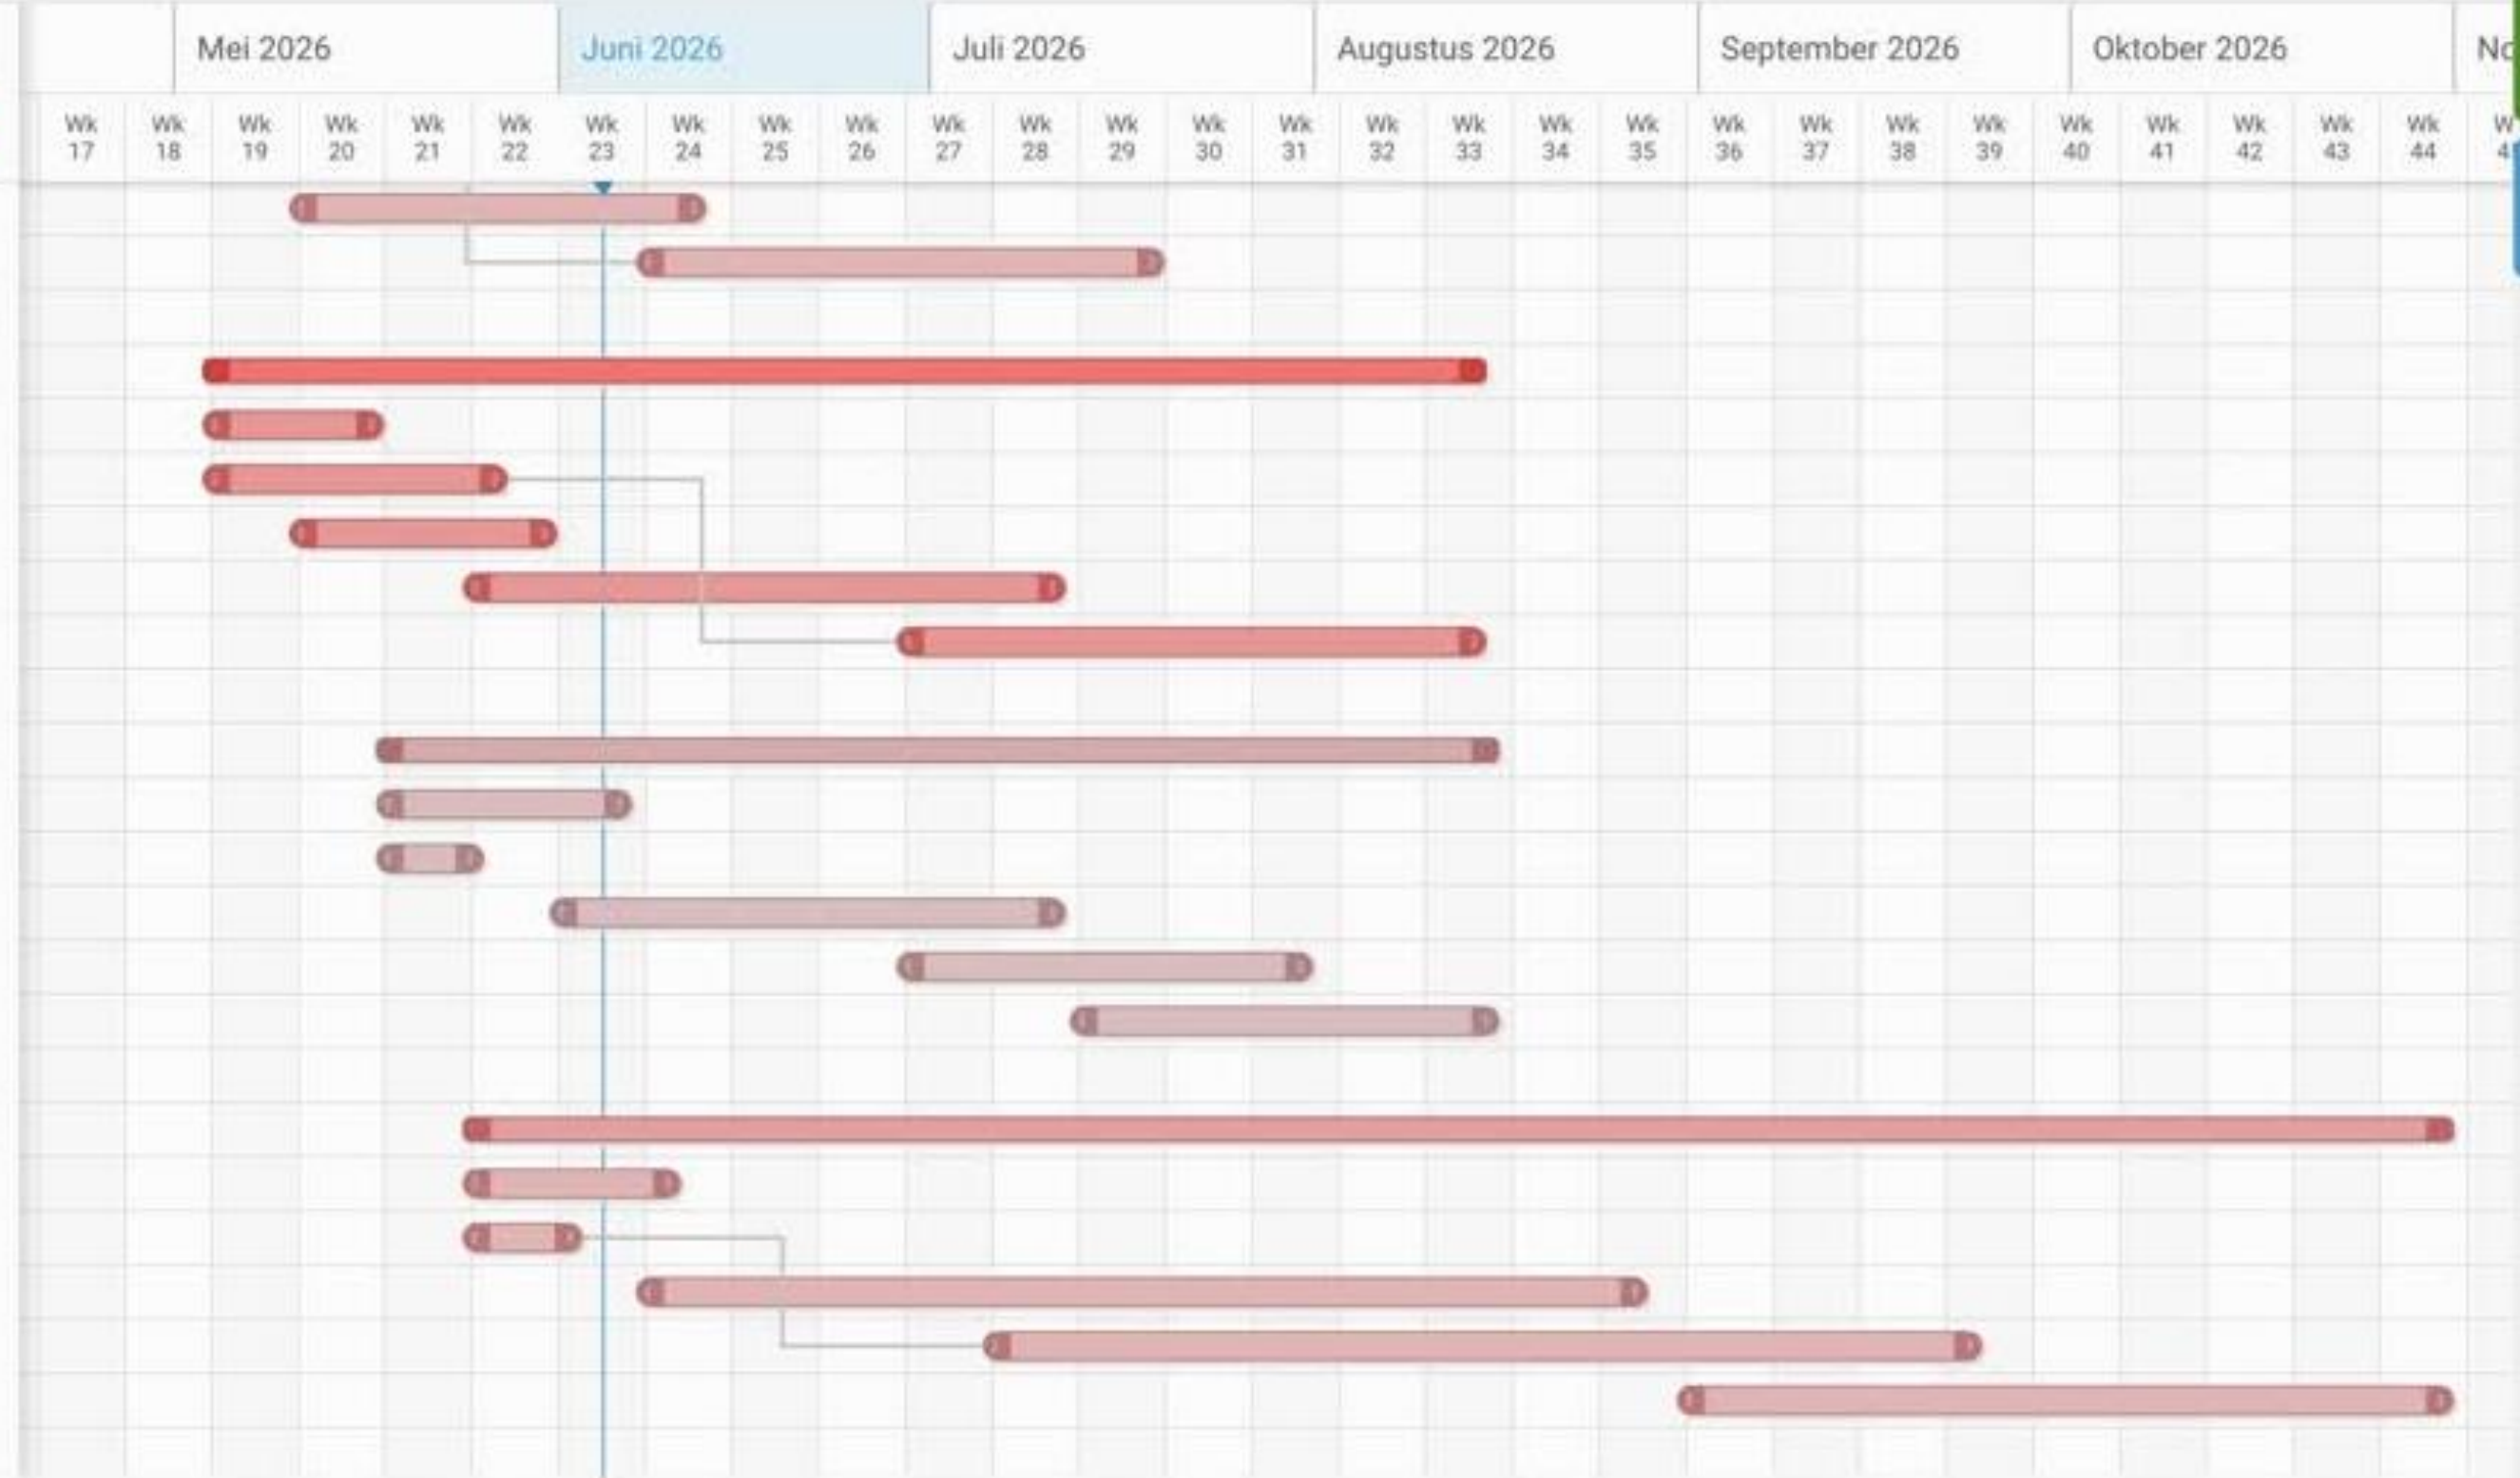 Mei 2026 Juni 2026 Juli 2026 Augustus 2026 September 2026 Oktober 2026
Wk Wk Wk Wk Wk Wk Wk Wk Wk Wk Wk Wk Wk Wk Wk Wk Wk Wk Wk Wk Wk Wk Wk Wk Wk Wk Wk Wk
17 18 19 20 21 22 23 24 25 26 27 28 29 30 31 32 33 34 35 36 37 38 39 40 41 42 43 44